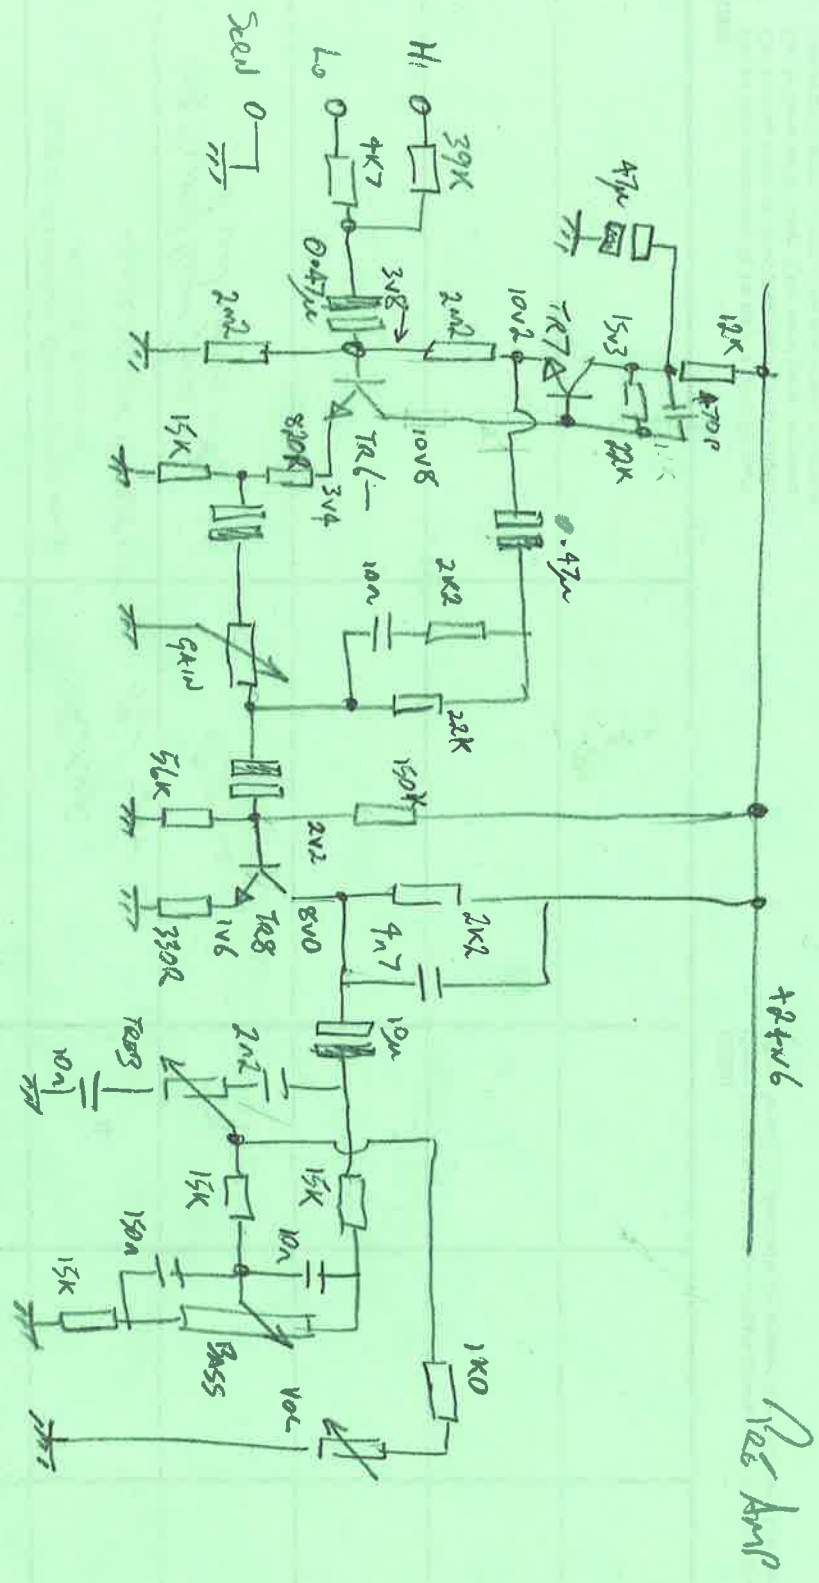 Pre Amp
+24V6
12K
470P
47µ
15V3
22K
TR7
10V2
Hi
39K
Lo
4K7
SCRN
0.47µ
3V8
2M2
2M2
10V8
TR6
3V4
820R
15K
0.47µ
2K2
10n
22K
GAIN
150K
56K
2V2
2K2
4n7
8V0
TR8
1V6
330R
10µ
2n2
TREB
10n
15K
15K
10n
150n
15K
BASS
1K0
VOL